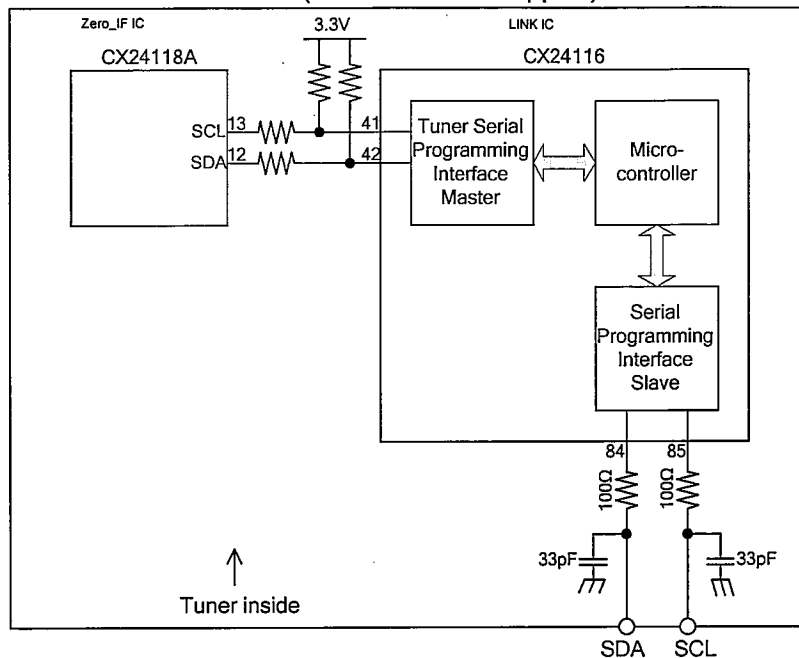 Zero_IF IC
3.3V
LINK IC
CX24118A
CX24116
SCL
13
41
SDA
12
42
Tuner Serial
Programming
Interface
Master
Micro-
controller
Serial
Programming
Interface
Slave
84
85
100Ω
100Ω
33pF
33pF
Tuner inside
SDA
SCL